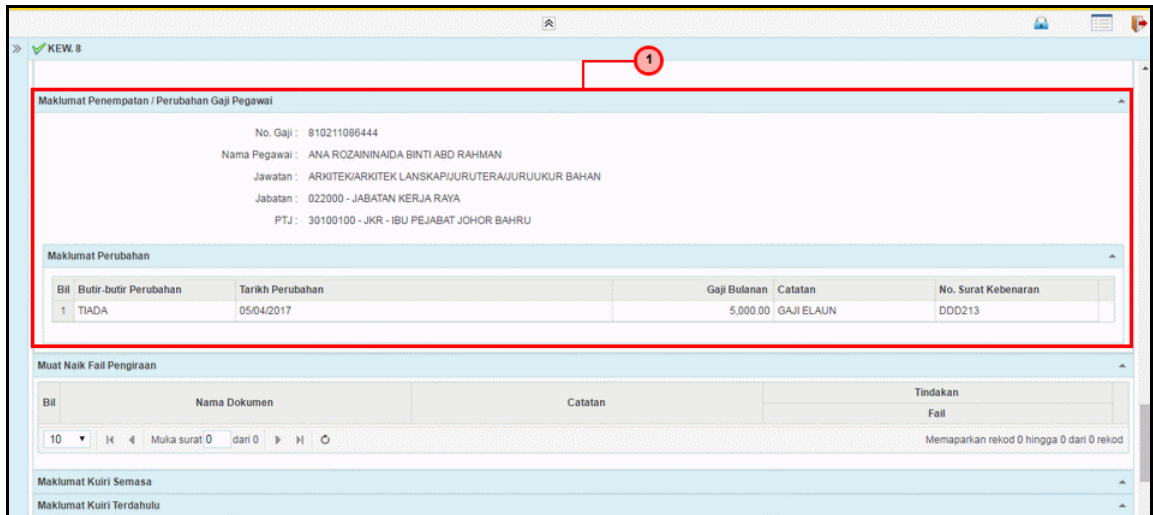 KEW. 8
1
Maklumat Penempatan / Perubahan Gaji Pegawai
No. Gaji : 810211086444
Nama Pegawai : ANA ROZAININAIDA BINTI ABD RAHMAN
Jawatan : ARKITEK/ARKITEK LANSKAP/JURUTERA/JURUUKUR BAHAN
Jabatan : 022000 - JABATAN KERJA RAYA
PTJ : 30100100 - JKR - IBU PEJABAT JOHOR BAHRU
Maklumat Perubahan
Bil Butir-butir Perubahan Tarikh Perubahan Gaji Bulanan Catatan No. Surat Kebenaran
1 TIADA 05/04/2017 5,000.00 GAJI ELAUN DDD213
Muat Naik Fail Pengiraan
Bil Nama Dokumen Catatan Tindakan
Fail
10 Muka surat 0 dari 0 Memaparkan rekod 0 hingga 0 dari 0 rekod
Maklumat Kuiri Semasa
Maklumat Kuiri Terdahulu